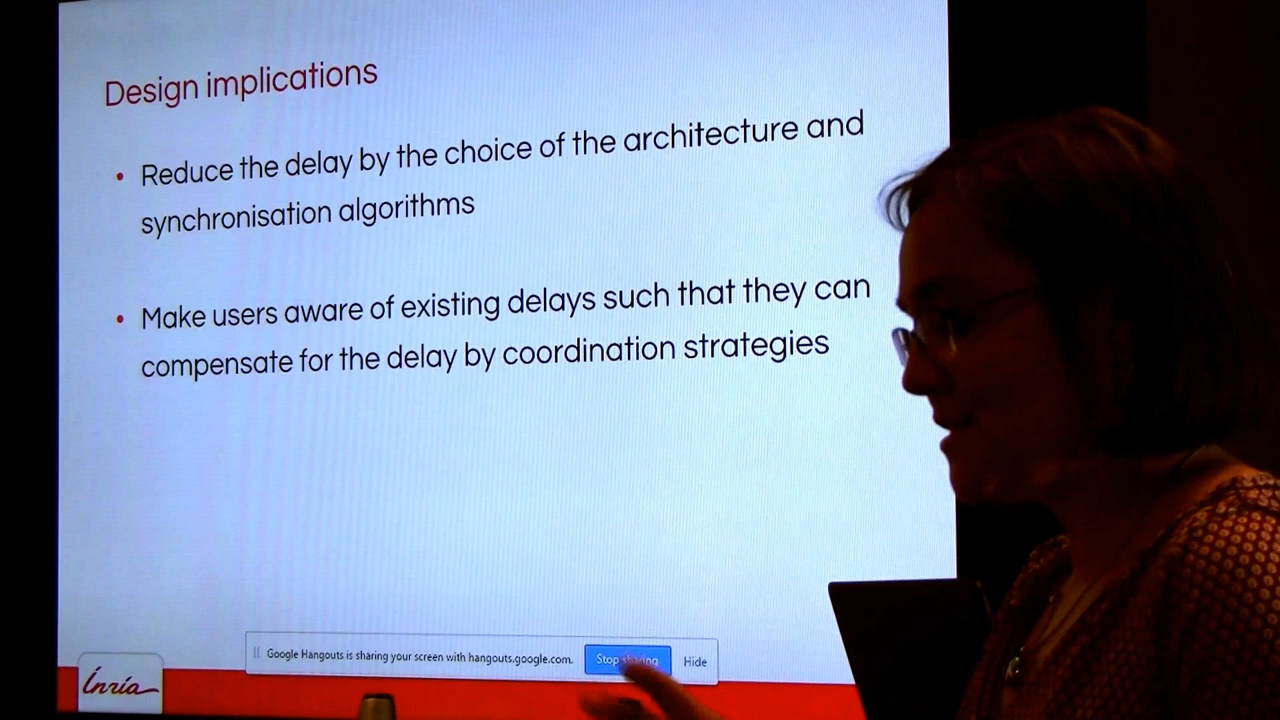 Design implications
• Reduce the delay by the choice of the architecture and
synchronisation algorithms
• Make users aware of existing delays such that they can
compensate for the delay by coordination strategies
Google Hangouts is sharing your screen with hangouts.google.com.
Stop sharing
Hide
Inria